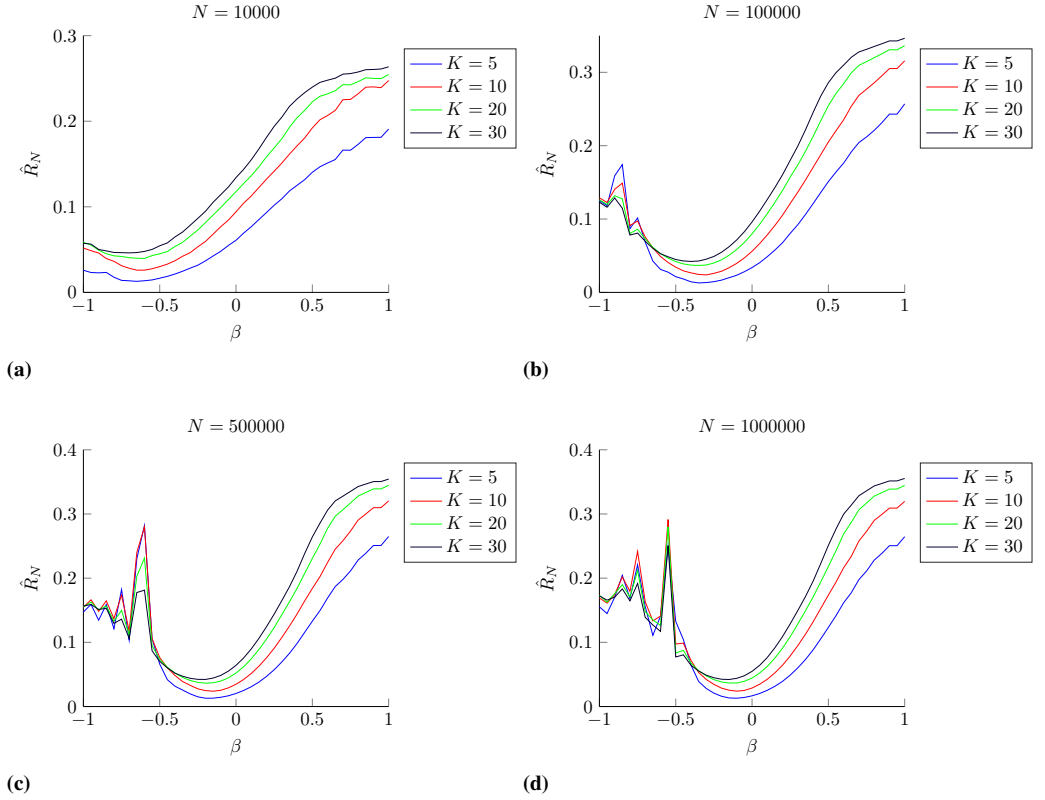 N = 10000
0.3
0.2
0.1
0
−1
−0.5
0
0.5
1
R̂_N
β
K = 5
K = 10
K = 20
K = 30
(a)
N = 100000
0.3
0.2
0.1
0
−1
−0.5
0
0.5
1
R̂_N
β
K = 5
K = 10
K = 20
K = 30
(b)
N = 500000
0.4
0.3
0.2
0.1
0
−1
−0.5
0
0.5
1
R̂_N
β
K = 5
K = 10
K = 20
K = 30
(c)
N = 1000000
0.4
0.3
0.2
0.1
0
−1
−0.5
0
0.5
1
R̂_N
β
K = 5
K = 10
K = 20
K = 30
(d)